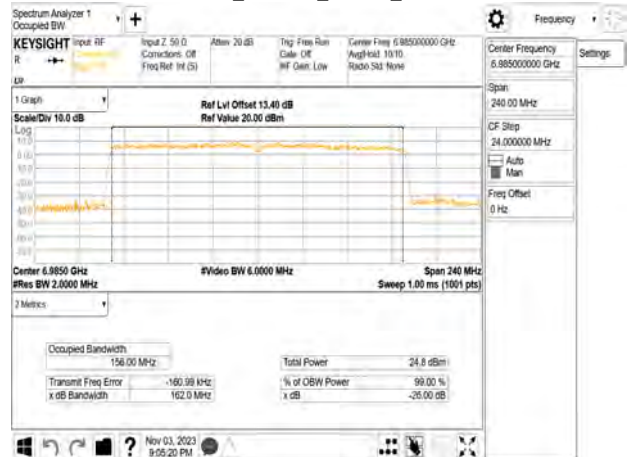 Spectrum Analyzer 1
Occupied BW
Frequency
KEYSIGHT
Input: RF
Input Z: 50 Ω
Atten: 20 dB
Trig: Free Run
Center Freq: 6.985000000 GHz
Corrections: Off
Gate: Off
Avg|Hold: 10/10
R
Freq Ref: Int (S)
#IF Gain: Low
Radio Std: None
Center Frequency
6.985000000 GHz
Settings
Span
240.00 MHz
CF Step
24.000000 MHz
Auto
Man
Freq Offset
0 Hz
1 Graph
Ref Lvl Offset 13.40 dB
Scale/Div 10.0 dB
Ref Value 20.00 dBm
Log
Center 6.9850 GHz
#Video BW 6.0000 MHz
Span 240 MHz
#Res BW 2.0000 MHz
Sweep 1.00 ms (1001 pts)
2 Metrics
Occupied Bandwidth
156.00 MHz
Total Power
24.8 dBm
Transmit Freq Error
-160.99 kHz
% of OBW Power
99.00 %
x dB Bandwidth
162.0 MHz
x dB
-26.00 dB
?
Nov 03, 2023
9:05:20 PM